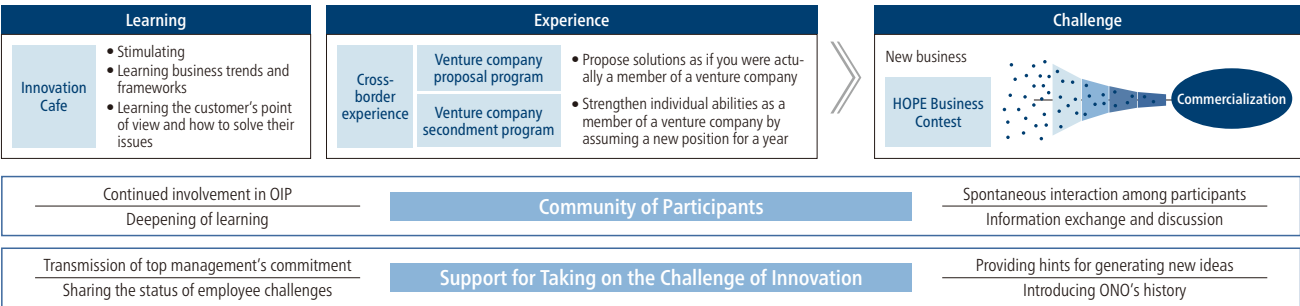 Learning
Innovation
Cafe
• Stimulating
• Learning business trends and
frameworks
• Learning the customer's point
of view and how to solve their
issues
Experience
Cross-
border
experience
Venture company
proposal program
Venture company
secondment program
• Propose solutions as if you were actu-
ally a member of a venture company
• Strengthen individual abilities as a
member of a venture company by
assuming a new position for a year
Challenge
New business
HOPE Business
Contest
Commercialization
Continued involvement in OIP
Deepening of learning
Community of Participants
Spontaneous interaction among participants
Information exchange and discussion
Transmission of top management's commitment
Sharing the status of employee challenges
Support for Taking on the Challenge of Innovation
Providing hints for generating new ideas
Introducing ONO's history